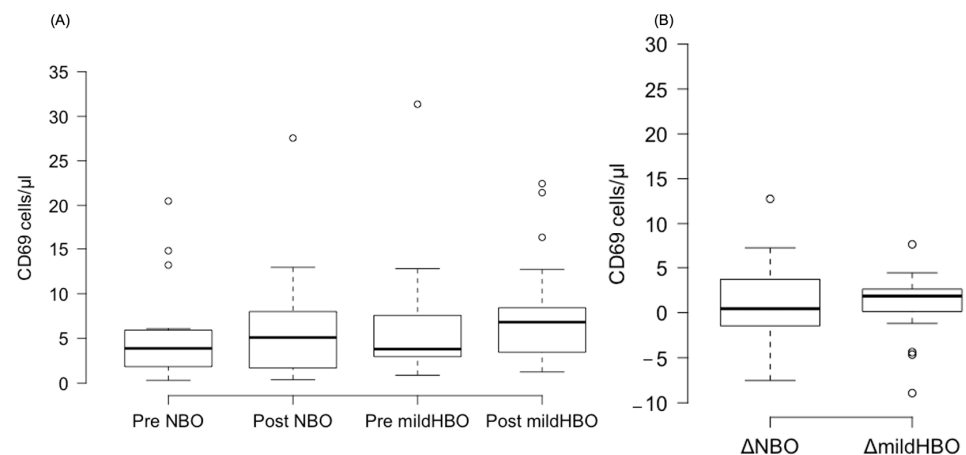 (A)
CD69 cells/µl
35
30
25
20
15
10
5
0
Pre NBO Post NBO Pre mildHBO Post mildHBO
(B)
CD69 cells/µl
30
25
20
15
10
5
0
−5
−10
ΔNBO ΔmildHBO